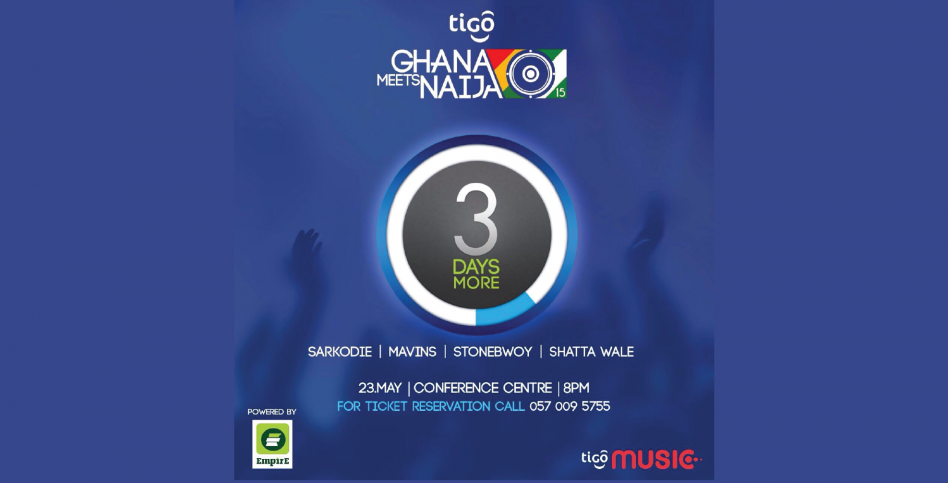 tigo
GHANA
MEETS NAIJA
15
3
DAYS
MORE
SARKODIE | MAVINS | STONEBWOY | SHATTA WALE
23.MAY | CONFERENCE CENTRE | 8PM
FOR TICKET RESERVATION CALL 057 009 5755
POWERED BY
EmpirE
tigo MUSIC